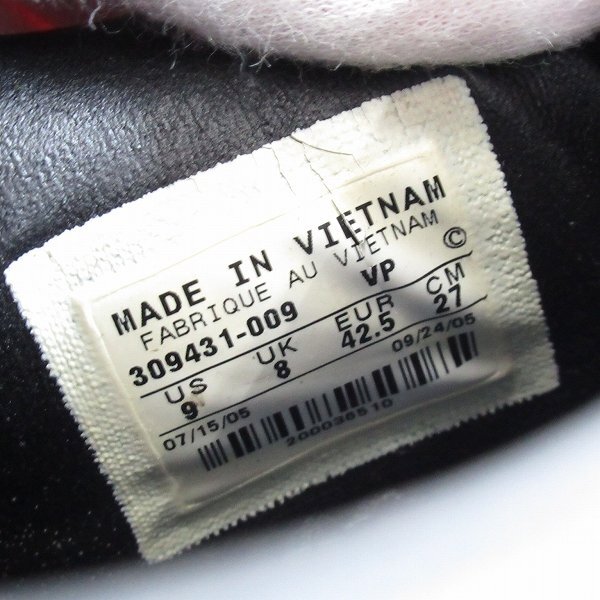 MADE IN VIETNAM
FABRIQUE AU VIETNAM ©
309431-009 VP
US UK EUR CM
9 8 42.5 27
07/15/05 09/24/05
200036510